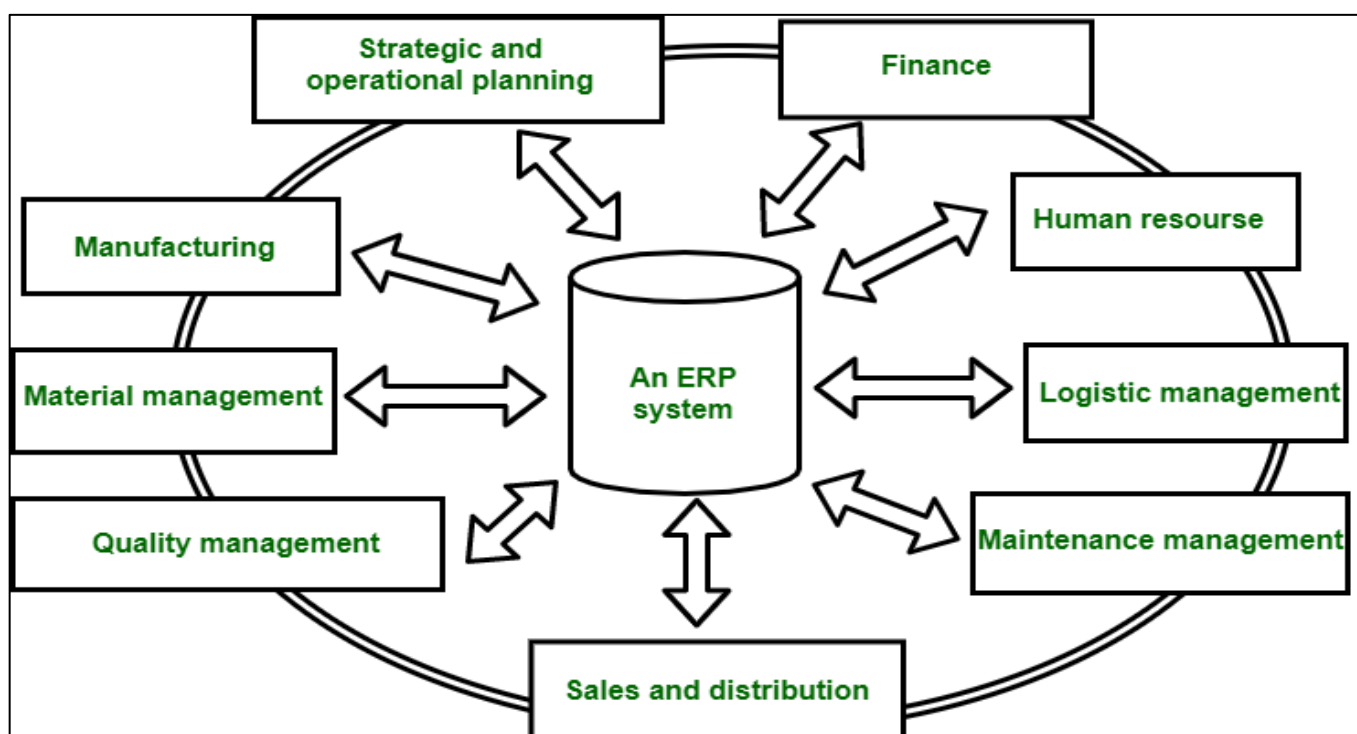 Strategic and
operational planning
Finance
Manufacturing
Human resourse
Material management
An ERP
system
Logistic management
Quality management
Maintenance management
Sales and distribution